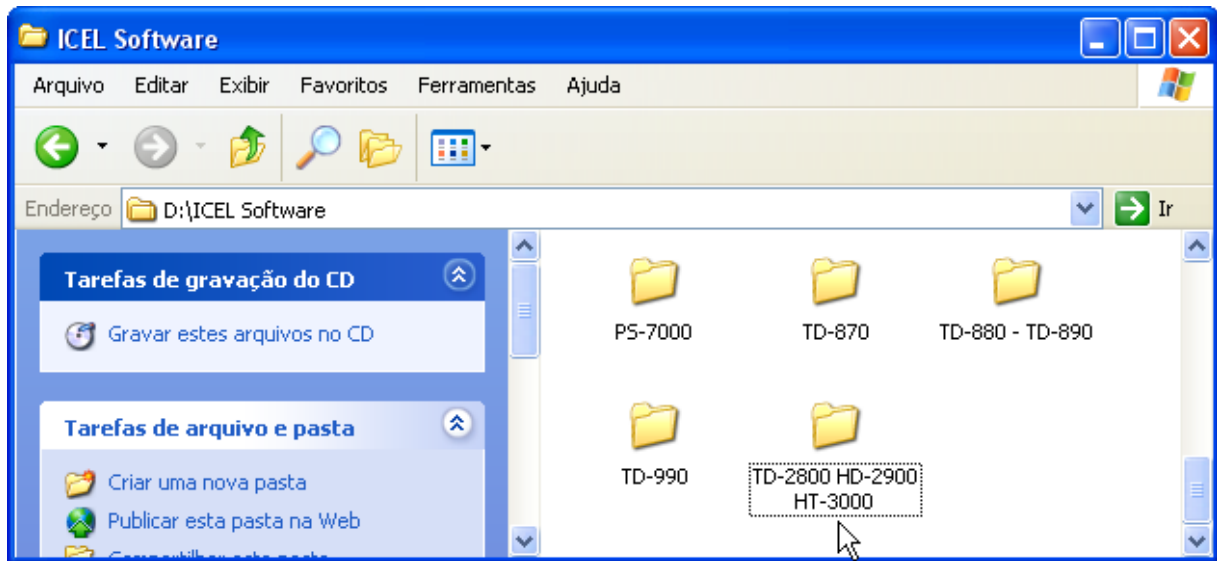 ICEL Software
Arquivo Editar Exibir Favoritos Ferramentas Ajuda
Endereço D:\ICEL Software Ir
Tarefas de gravação do CD
Gravar estes arquivos no CD
Tarefas de arquivo e pasta
Criar uma nova pasta
Publicar esta pasta na Web
PS-7000 TD-870 TD-880 - TD-890
TD-990 TD-2800 HD-2900
HT-3000